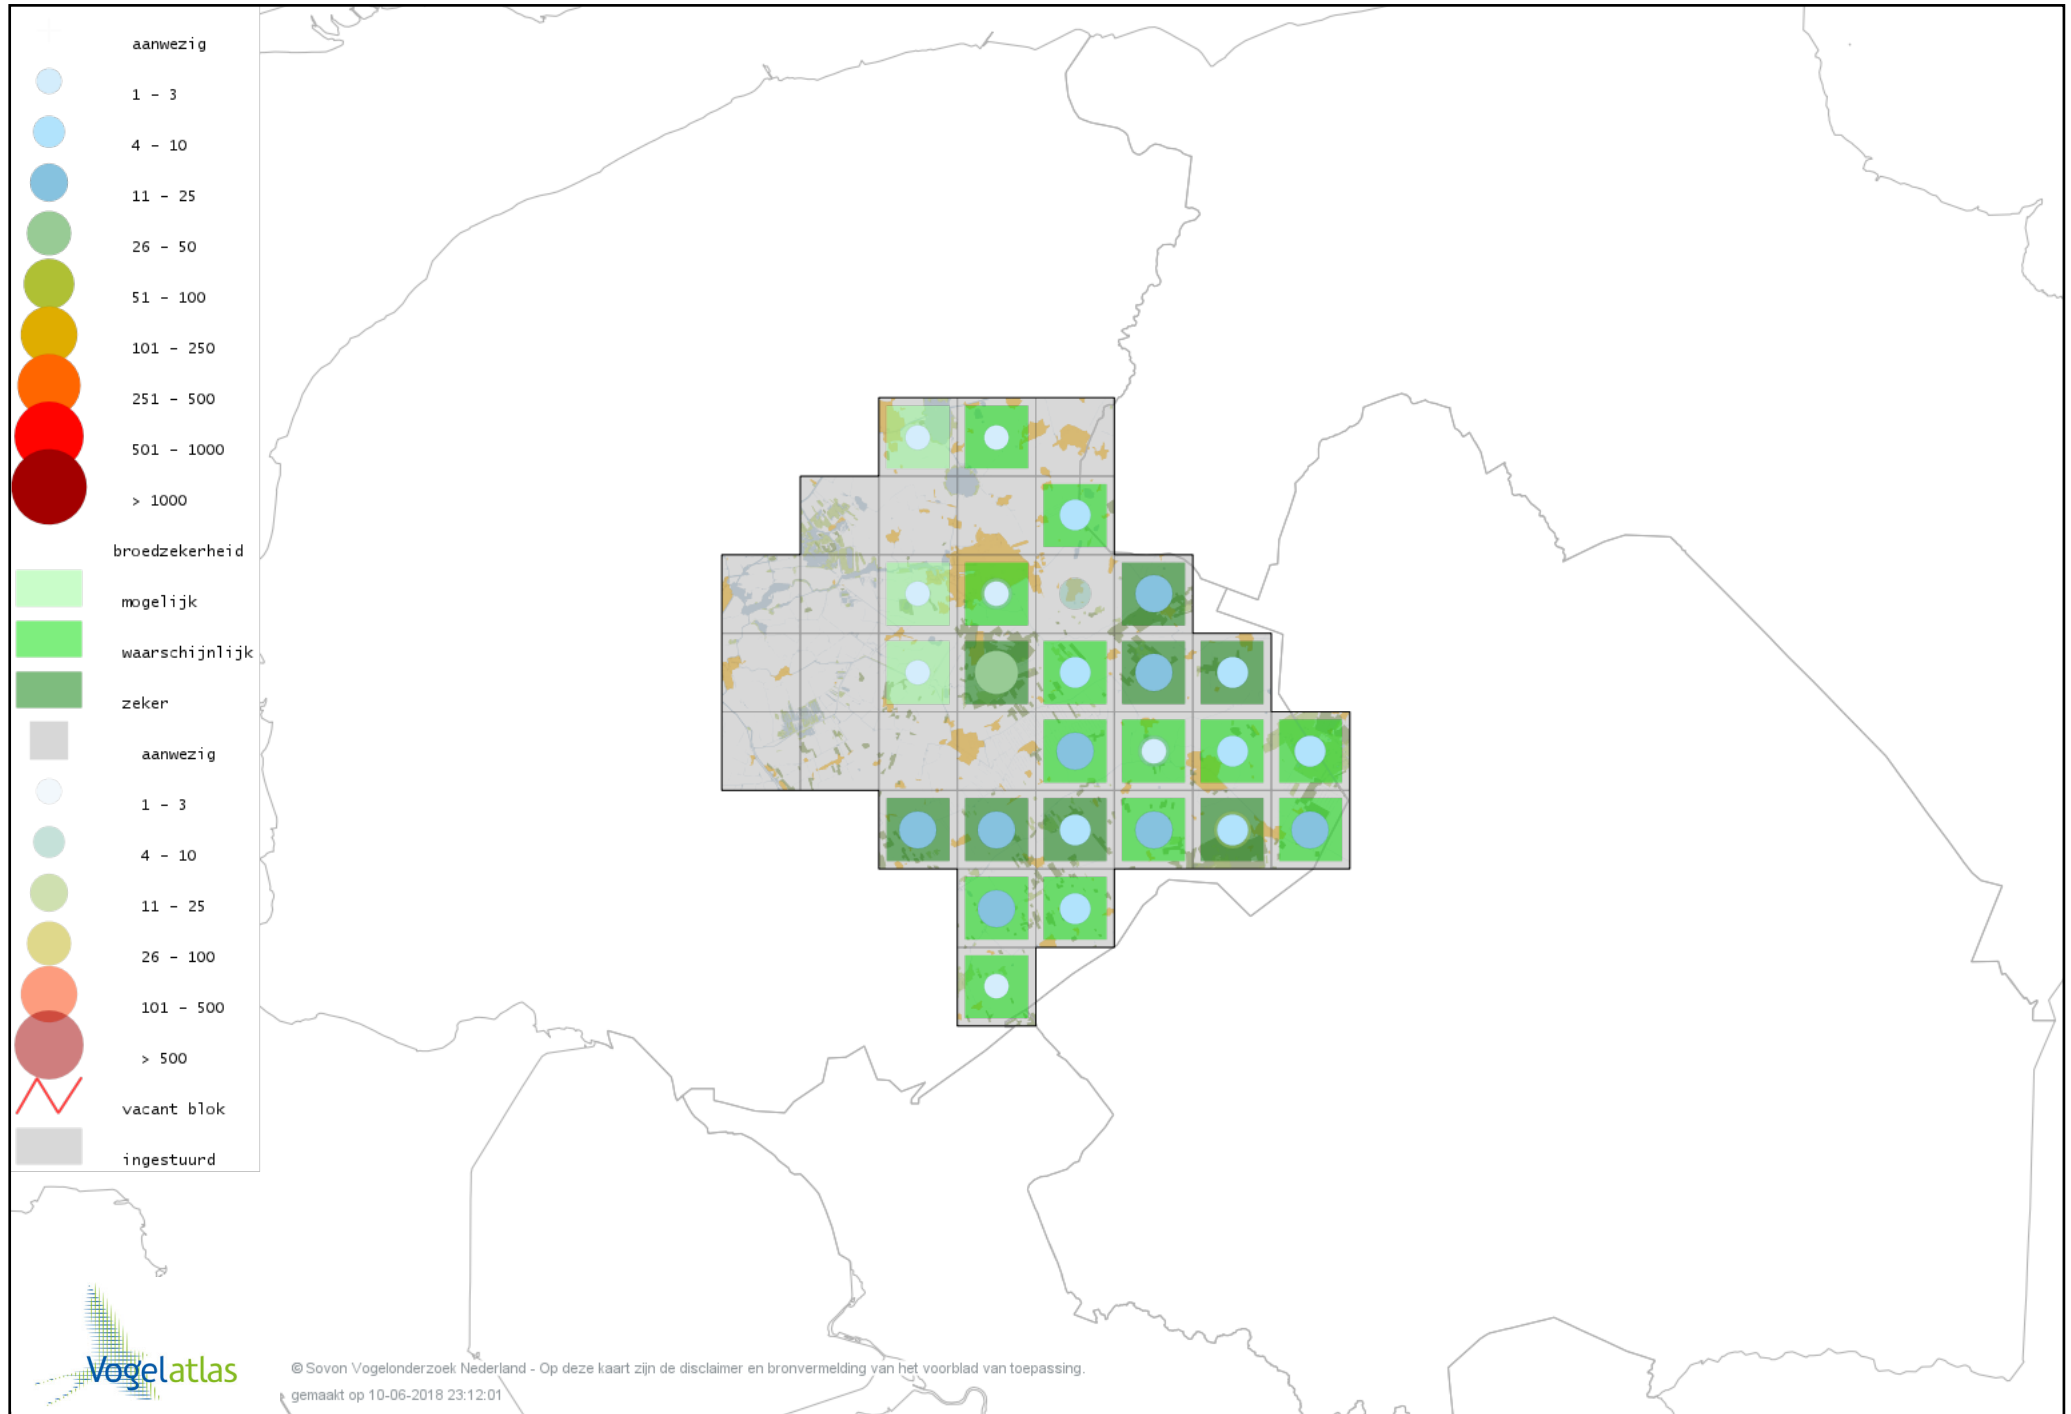 aanwezig
1 - 3
4 - 10
11 - 25
26 - 50
51 - 100
101 - 250
251 - 500
501 - 1000
> 1000
broedzekerheid
mogelijk
waarschijnlijk
zeker
aanwezig
1 - 3
4 - 10
11 - 25
26 - 100
101 - 500
> 500
vacant blok
ingestuurd
Vogelatlas
© Sovon Vogelonderzoek Nederland - Op deze kaart zijn de disclaimer en bronvermelding van het voorblad van toepassing.
gemaakt op 10-06-2018 23:12:01